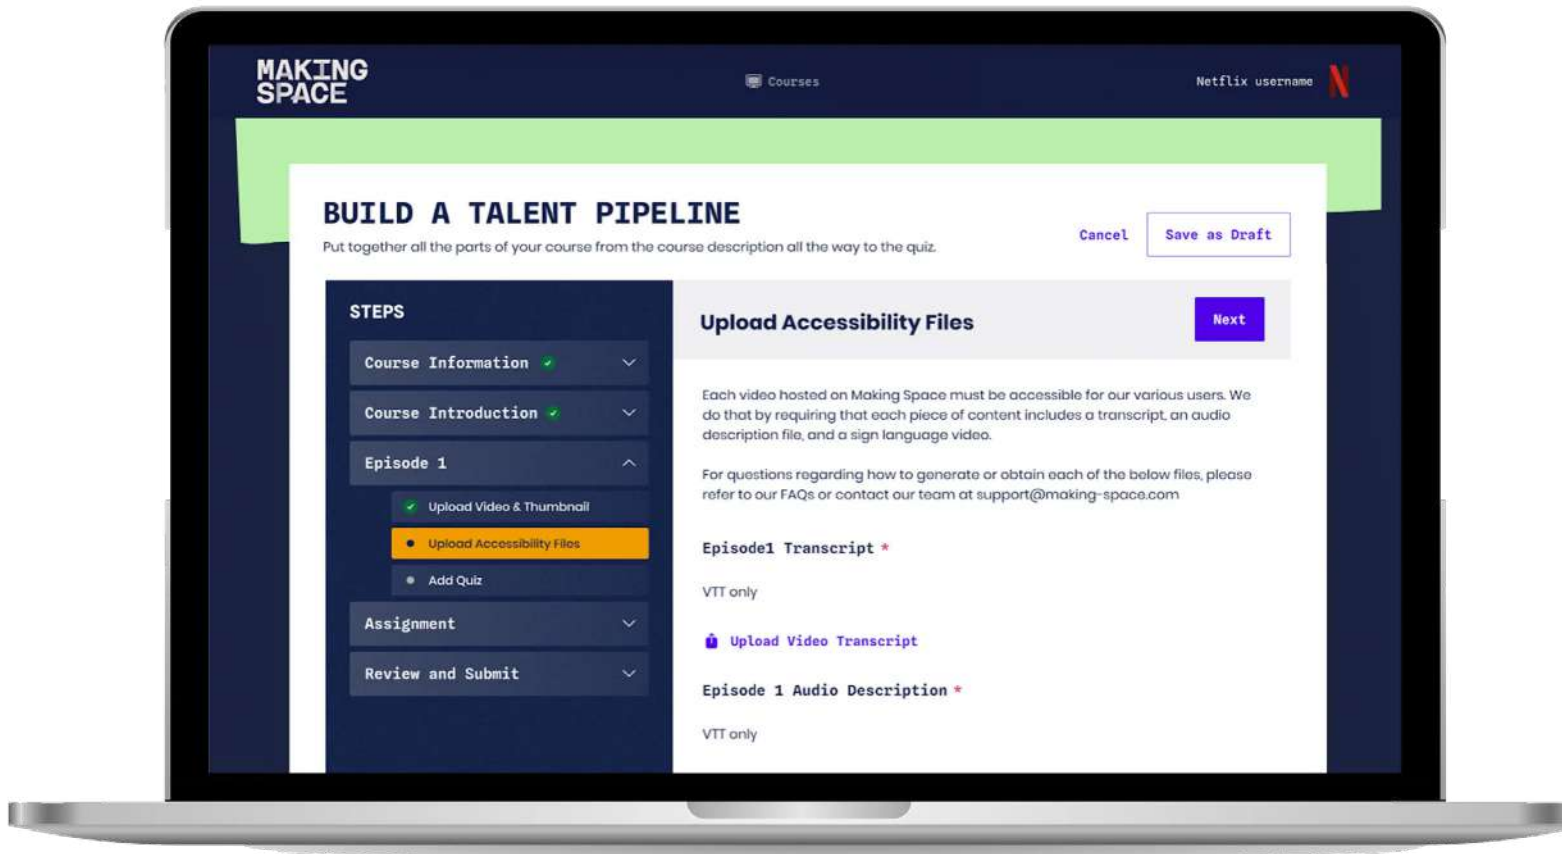 MAKING
SPACE
Courses
Netflix username
N
BUILD A TALENT PIPELINE
Put together all the parts of your course from the course description all the way to the quiz.
Cancel
Save as Draft
STEPS
Course Information
Course Introduction
Episode 1
Upload Video & Thumbnail
Upload Accessibility Files
Add Quiz
Assignment
Review and Submit
Upload Accessibility Files
Next
Each video hosted on Making Space must be accessible for our various users. We
do that by requiring that each piece of content includes a transcript, an audio
description file, and a sign language video.
For questions regarding how to generate or obtain each of the below files, please
refer to our FAQs or contact our team at support@making-space.com
Episode1 Transcript *
VTT only
Upload Video Transcript
Episode 1 Audio Description *
VTT only